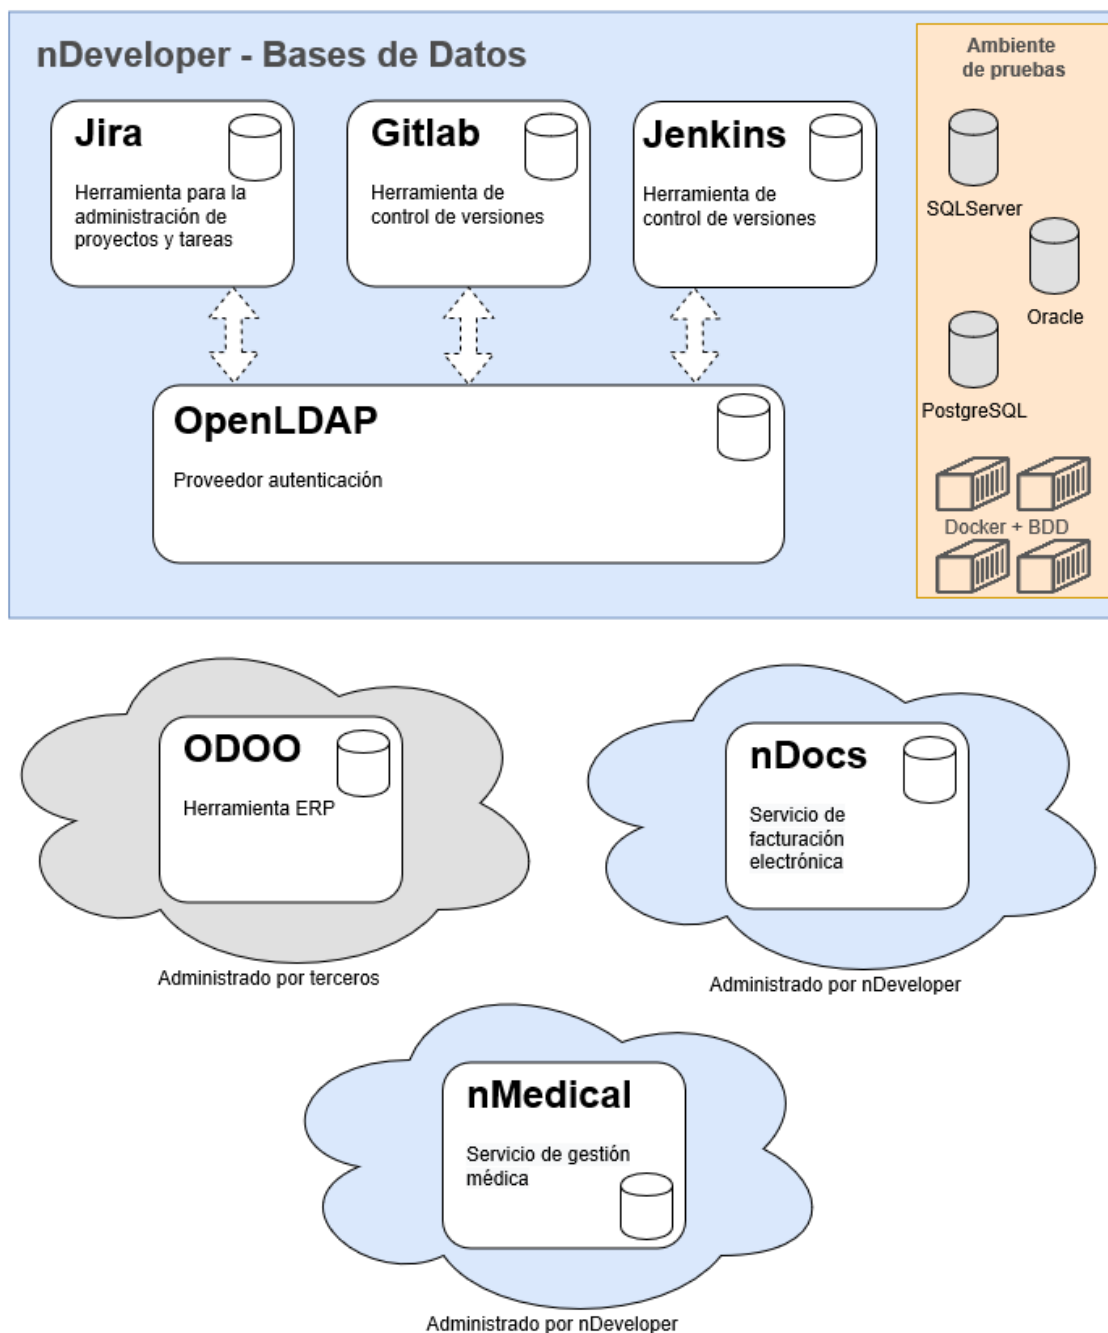 nDeveloper - Bases de Datos
Jira
Herramienta para la
administración de
proyectos y tareas
Gitlab
Herramienta de
control de versiones
Jenkins
Herramienta de
control de versiones
OpenLDAP
Proveedor autenticación
Ambiente
de pruebas
SQLServer
Oracle
PostgreSQL
Docker + BDD
ODOO
Herramienta ERP
Administrado por terceros
nDocs
Servicio de
facturación
electrónica
Administrado por nDeveloper
nMedical
Servicio de gestión
médica
Administrado por nDeveloper